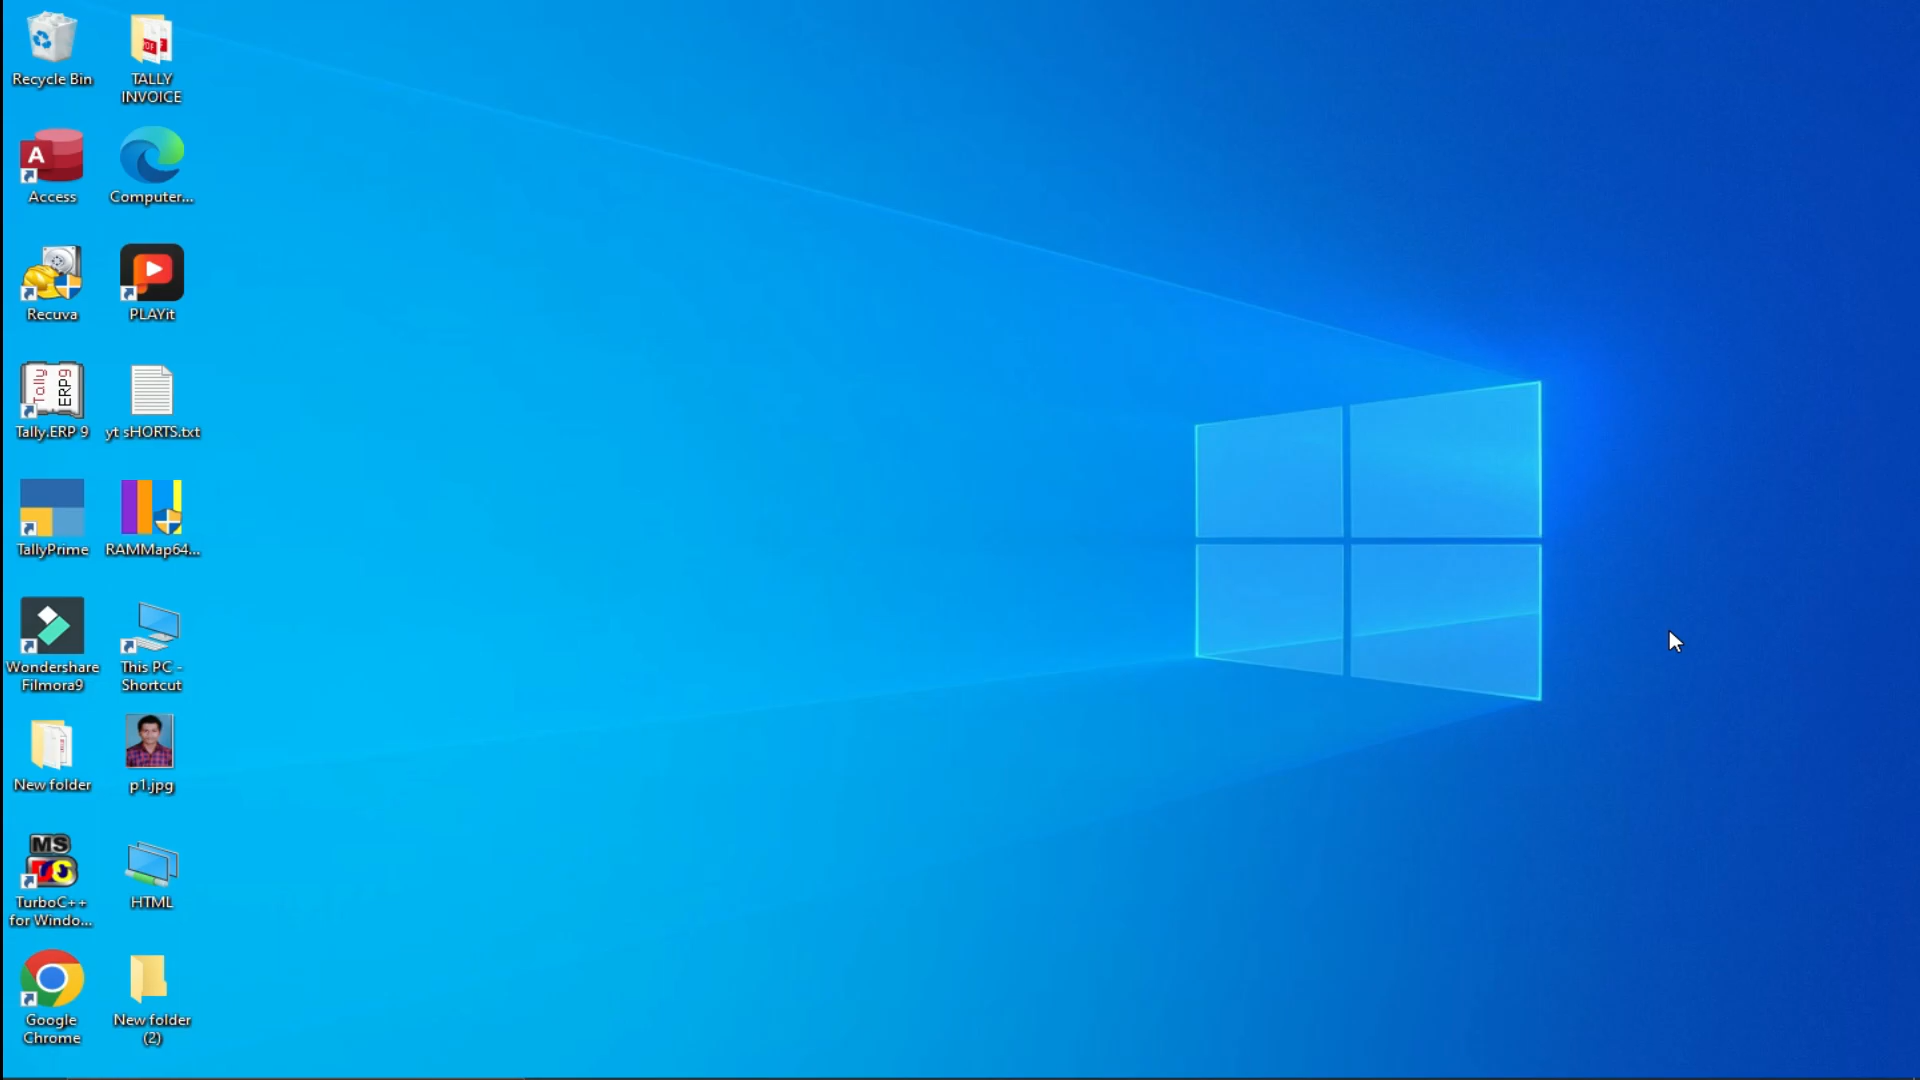 Recycle Bin
TALLY
INVOICE
Access
Computer...
Recuva
PLAYit
Tally
ERP9
Tally.ERP 9
yt sHORTS.txt
TallyPrime
RAMMap64...
Wondershare
Filmora9
This PC -
Shortcut
New folder
p1.jpg
MS
TurboC++
for Windo...
HTML
Google
Chrome
New folder
(2)